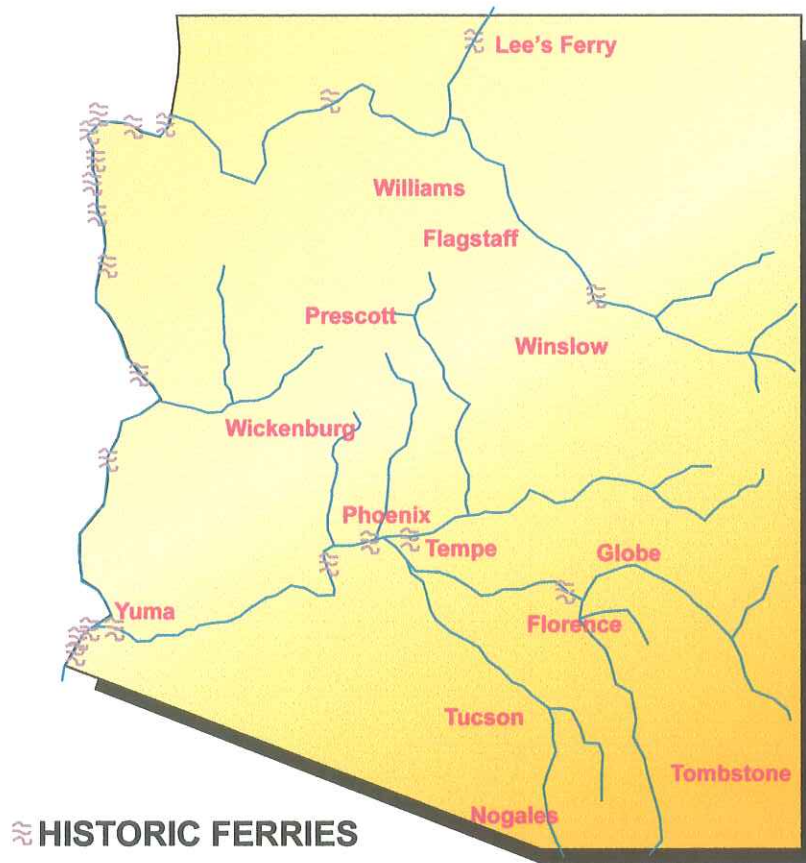 Lee's Ferry
Williams
Flagstaff
Prescott
Winslow
Wickenburg
Phoenix
Tempe
Globe
Yuma
Florence
Tucson
Tombstone
Nogales
HISTORIC FERRIES